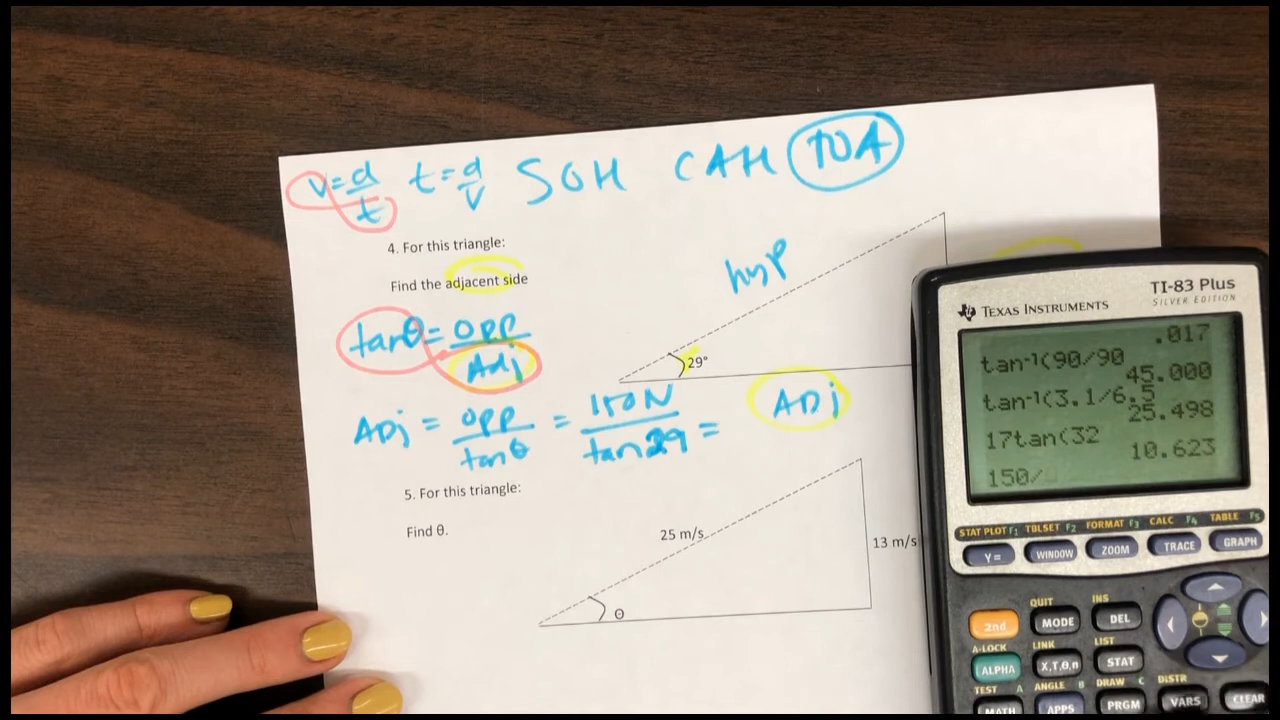 v=d/t t=d/v SOH CAH TOA
4. For this triangle:
Find the adjacent side
hyp
29°
tanθ=OPP/Adj
ADj = OPP/tanθ = 150N/tan29 =
ADj
5. For this triangle:
Find θ.
25 m/s
13 m/s
θ
TI-83 Plus
SILVER EDITION
TEXAS INSTRUMENTS
.017
tan⁻¹(90/90
45.000
tan⁻¹(3.1/6.5
25.498
17tan(32
10.623
150/
STAT PLOT F1 TBLSET F2 FORMAT F3 CALC F4 TABLE F5
Y= WINDOW ZOOM TRACE GRAPH
QUIT INS
2nd MODE DEL
A-LOCK LINK LIST
ALPHA X,T,θ,n STAT
TEST A ANGLE B DRAW C DISTR
MATH APPS PRGM VARS CLEAR